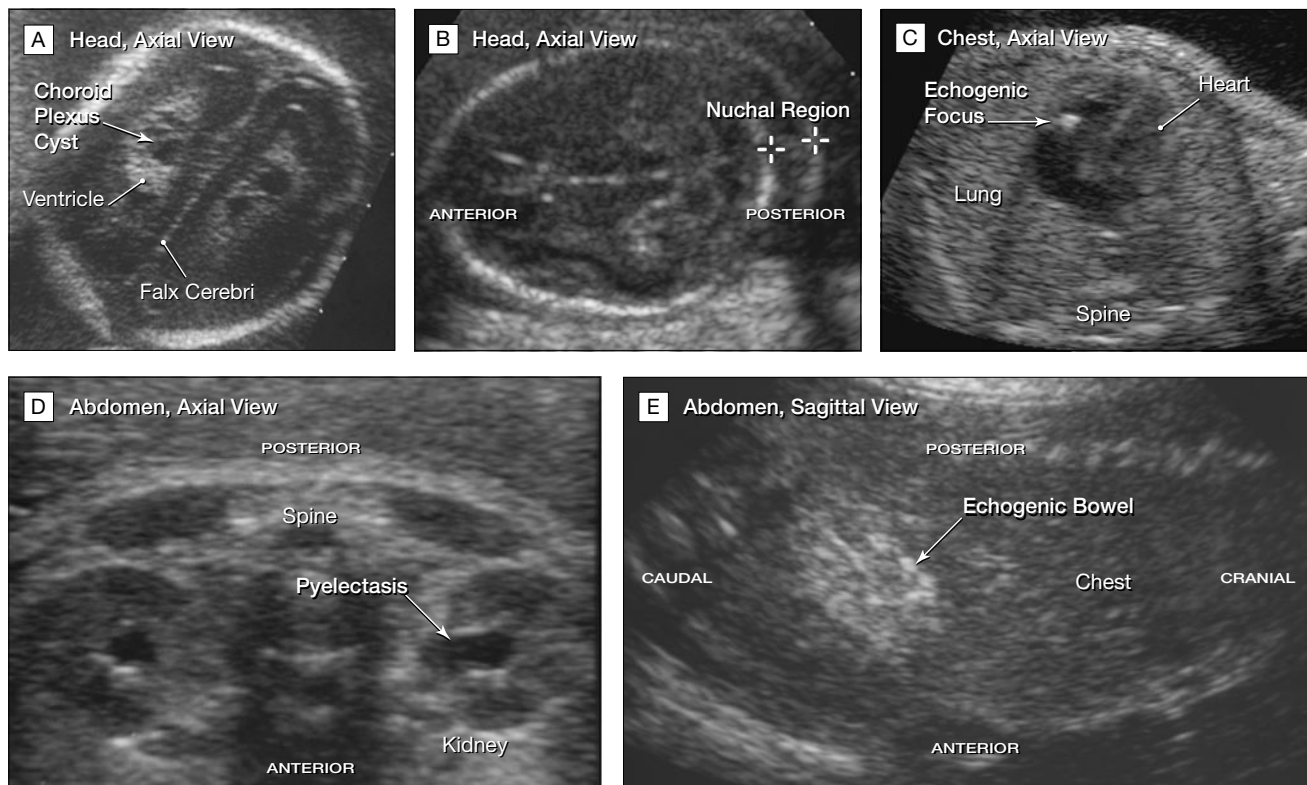 A Head, Axial View
Choroid
Plexus
Cyst
Ventricle
Falx Cerebri
B Head, Axial View
Nuchal Region
ANTERIOR
POSTERIOR
C Chest, Axial View
Echogenic
Focus
Heart
Lung
Spine
D Abdomen, Axial View
POSTERIOR
Spine
Pyelectasis
Kidney
ANTERIOR
E Abdomen, Sagittal View
POSTERIOR
Echogenic Bowel
CAUDAL
Chest
CRANIAL
ANTERIOR